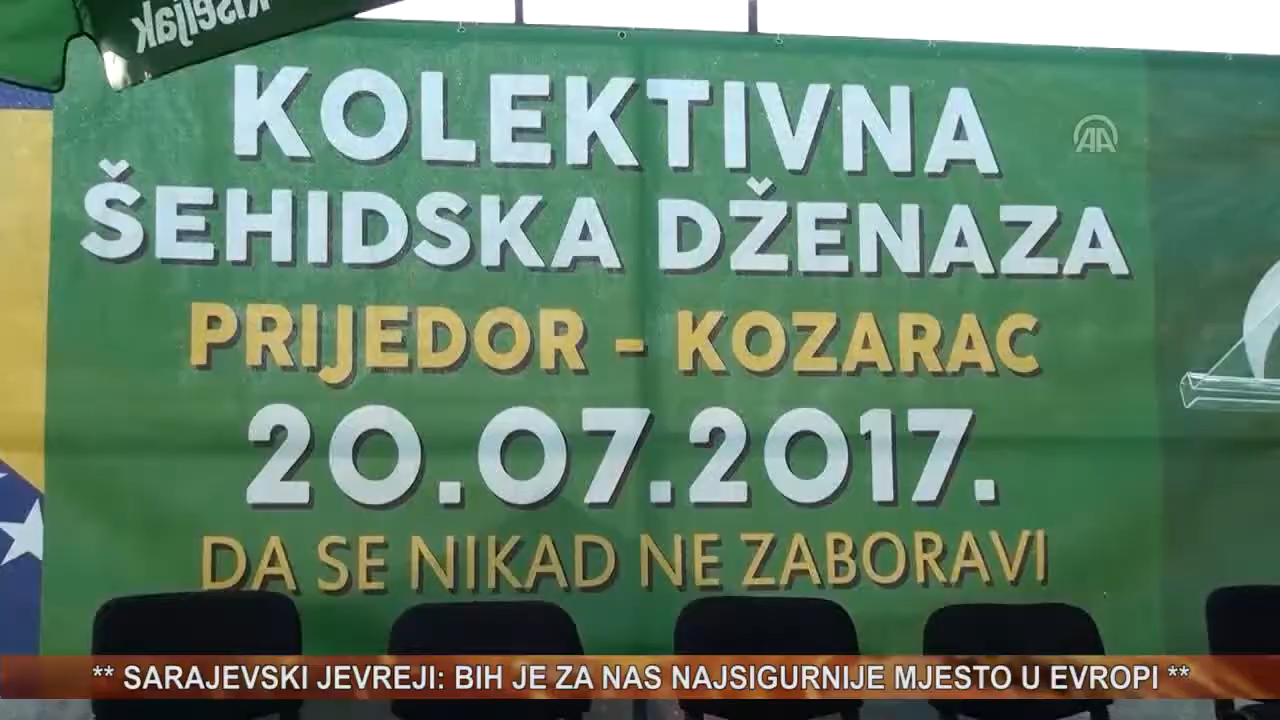 Kiseljak
KOLEKTIVNA
AA
ŠEHIDSKA DŽENAZA
PRIJEDOR - KOZARAC
20.07.2017.
DA SE NIKAD NE ZABORAVI
** SARAJEVSKI JEVREJI: BIH JE ZA NAS NAJSIGURNIJE MJESTO U EVROPI **